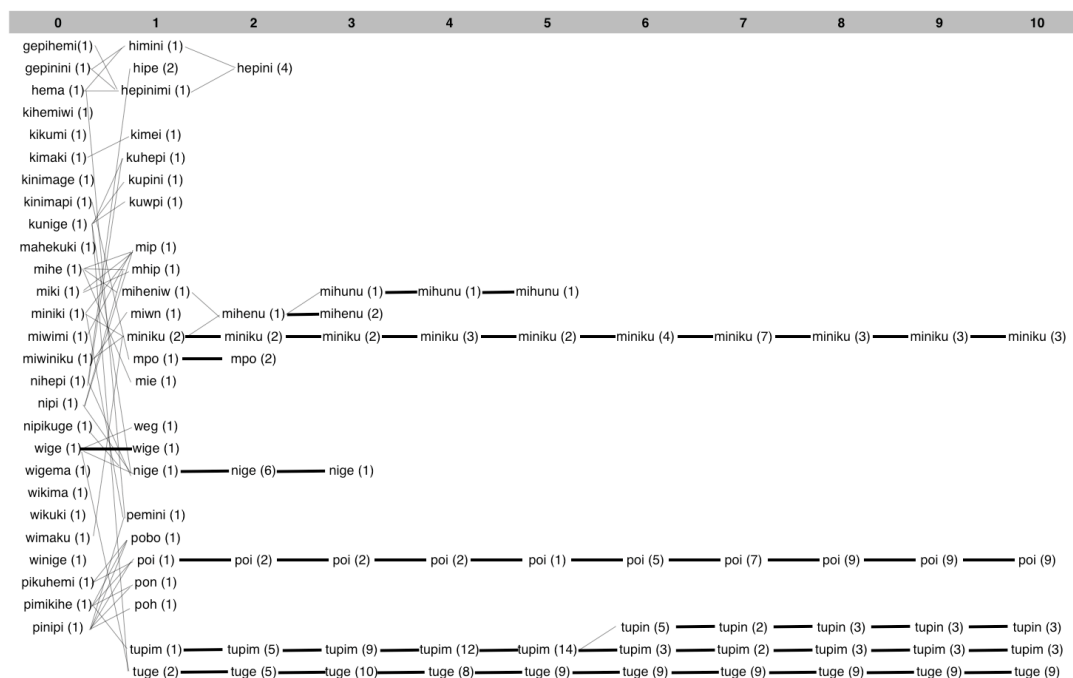 0 1 2 3 4 5 6 7 8 9 10
gepihemi(1) himini (1)
gepinini (1) hipe (2) hepini (4)
hema (1) hepinimi (1)
kihemiwi (1)
kikumi (1) kimei (1)
kimaki (1) kuhepi (1)
kinimage (1) kupini (1)
kinimapi (1) kuwpi (1)
kunige (1)
mahekuki (1) mip (1)
mihe (1) mhip (1)
miki (1) miheniw (1) mihunu (1) mihunu (1) mihunu (1)
miniki (1) miwn (1) mihenu (1) mihenu (2)
miwimi (1) miniku (2) miniku (2) miniku (2) miniku (3) miniku (2) miniku (4) miniku (7) miniku (3) miniku (3) miniku (3)
miwiniku (1) mpo (1) mpo (2)
nihepi (1) mie (1)
nipi (1)
nipikuge (1) weg (1)
wige (1) wige (1)
wigema (1) nige (1) nige (6) nige (1)
wikima (1)
wikuki (1) pemini (1)
wimaku (1) pobo (1)
winige (1) poi (1) poi (2) poi (2) poi (2) poi (1) poi (5) poi (7) poi (9) poi (9) poi (9)
pikuhemi (1) pon (1)
pimikihe (1) poh (1)
pinipi (1) tupin (5) tupin (2) tupin (3) tupin (3) tupin (3)
tupim (1) tupim (5) tupim (9) tupim (12) tupim (14) tupim (3) tupim (2) tupim (3) tupim (3) tupim (3)
tuge (2) tuge (5) tuge (10) tuge (8) tuge (9) tuge (9) tuge (9) tuge (9) tuge (9) tuge (9)